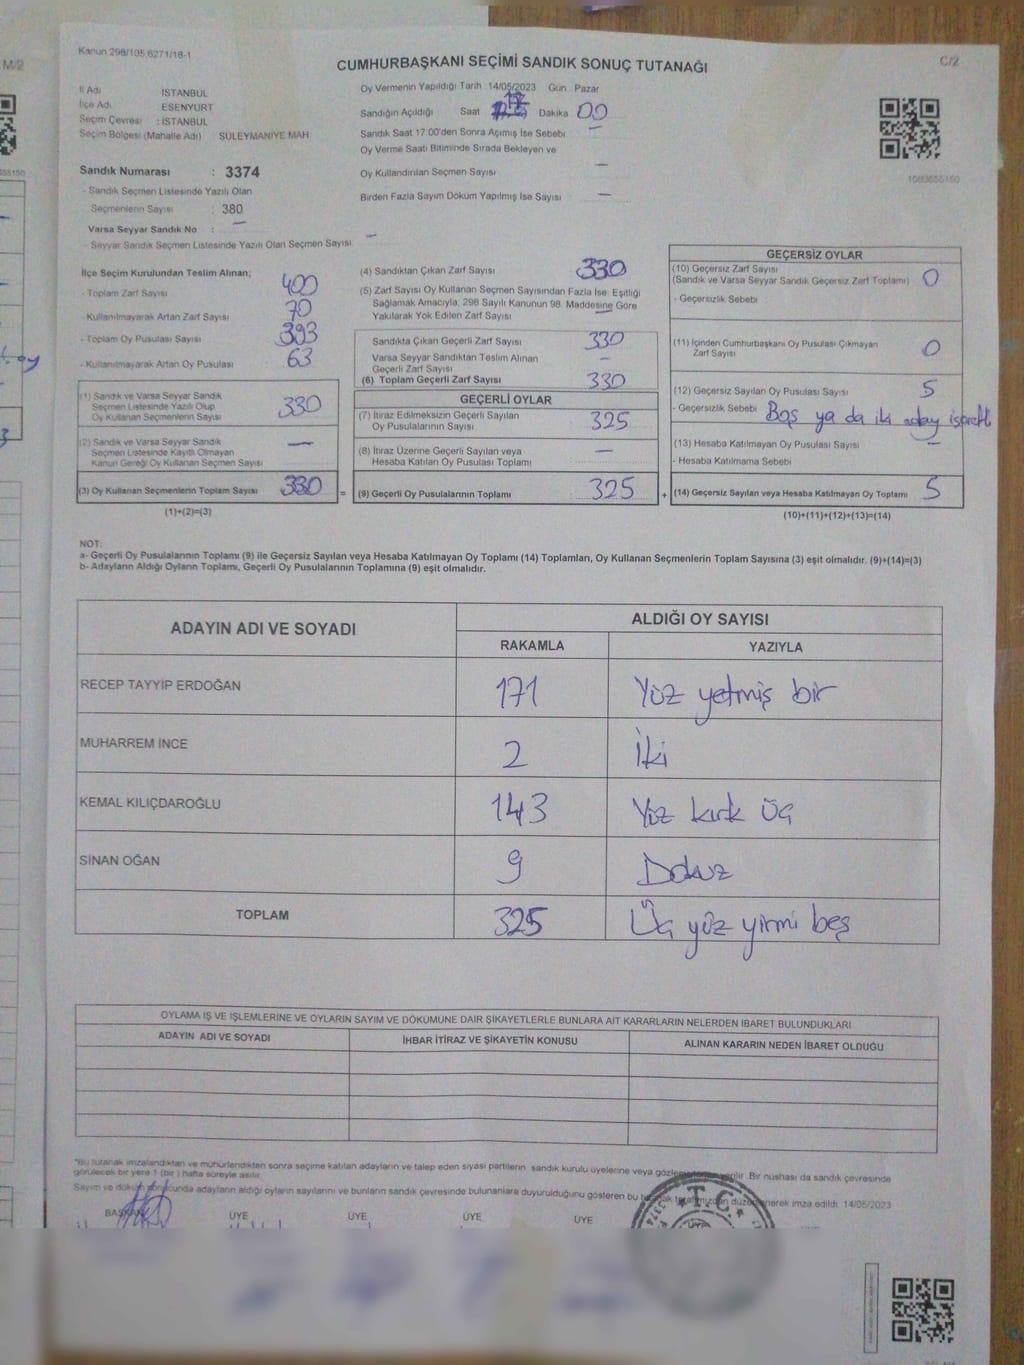 Kanun 298/105,6271/18-1
CUMHURBAŞKANI SEÇİMİ SANDIK SONUÇ TUTANAĞI
C/2
M/2
İl Adı İSTANBUL
İlçe Adı ESENYURT
Seçim Çevresi : İSTANBUL
Seçim Bölgesi (Mahalle Adı) SÜLEYMANİYE MAH
Oy Vermenin Yapıldığı Tarih :14/05/2023 Gün Pazar
Sandığın Açıldığı Saat 17 Dakika 00
Sandık Saat 17:00'den Sonra Açımış İse Sebebi —
Oy Verme Saati Bitiminde Sırada Bekleyen ve
Oy Kullandırılan Seçmen Sayısı —
Birden Fazla Sayım Döküm Yapılmış İse Sayısı —
1083655150
Sandık Numarası : 3374
- Sandık Seçmen Listesinde Yazılı Olan
Seçmenlerin Sayısı : 380
Varsa Seyyar Sandık No : —
- Seyyar Sandık Seçmen Listesinde Yazılı Olan Seçmen Sayısı: —
İlçe Seçim Kurulundan Teslim Alınan;
- Toplam Zarf Sayısı 400
- Kullanılmayarak Artan Zarf Sayısı 70
- Toplam Oy Pusulası Sayısı 393
- Kullanılmayarak Artan Oy Pusulası 63
(1) Sandık ve Varsa Seyyar Sandık
Seçmen Listesinde Yazılı Olup
Oy Kullanan Seçmenlerin Sayısı 330
(2) Sandık ve Varsa Seyyar Sandık
Seçmen Listesinde Kayıtlı Olmayan
Kanun Gereği Oy Kullanan Seçmen Sayısı —
(3) Oy Kullanan Seçmenlerin Toplam Sayısı 330 =
(1)+(2)=(3)
(4) Sandıktan Çıkan Zarf Sayısı 330
(5) Zarf Sayısı Oy Kullanan Seçmen Sayısından Fazla İse, Eşitliği
Sağlamak Amacıyla; 298 Sayılı Kanunun 98. Maddesine Göre
Yakılarak Yok Edilen Zarf Sayısı —
Sandıkta Çıkan Geçerli Zarf Sayısı 330
Varsa Seyyar Sandıktan Teslim Alınan
Geçerli Zarf Sayısı —
(6) Toplam Geçerli Zarf Sayısı 330
GEÇERLİ OYLAR
(7) İtiraz Edilmeksizin Geçerli Sayılan
Oy Pusulalarının Sayısı 325
(8) İtiraz Üzerine Geçerli Sayılan veya
Hesaba Katılan Oy Pusulası Toplamı —
(9) Geçerli Oy Pusulalarının Toplamı 325 +
GEÇERSİZ OYLAR
(10) Geçersiz Zarf Sayısı
(Sandık ve Varsa Seyyar Sandık Geçersiz Zarf Toplamı) 0
- Geçersizlik Sebebi
(11) İçinden Cumhurbaşkanı Oy Pusulası Çıkmayan
Zarf Sayısı 0
(12) Geçersiz Sayılan Oy Pusulası Sayısı 5
- Geçersizlik Sebebi Boş ya da iki aday işaretli
(13) Hesaba Katılmayan Oy Pusulası Sayısı —
- Hesaba Katılmama Sebebi
(14) Geçersiz Sayılan veya Hesaba Katılmayan Oy Toplamı 5
(10)+(11)+(12)+(13)=(14)
NOT:
a- Geçerli Oy Pusulalarının Toplamı (9) ile Geçersiz Sayılan veya Hesaba Katılmayan Oy Toplamı (14) Toplamları, Oy Kullanan Seçmenlerin Toplam Sayısına (3) eşit olmalıdır. (9)+(14)=(3)
b- Adayların Aldığı Oyların Toplamı, Geçerli Oy Pusulalarının Toplamına (9) eşit olmalıdır.
ADAYIN ADI VE SOYADI ALDIĞI OY SAYISI
RAKAMLA YAZIYLA
RECEP TAYYİP ERDOĞAN 171 Yüz yetmiş bir
MUHARREM İNCE 2 İki
KEMAL KILIÇDAROĞLU 143 Yüz kırk üç
SİNAN OĞAN 9 Dokuz
TOPLAM 325 Üç yüz yirmi beş
OYLAMA İŞ VE İŞLEMLERİNE VE OYLARIN SAYIM VE DÖKÜMÜNE DAİR ŞİKAYETLERLE BUNLARA AİT KARARLARIN NELERDEN İBARET BULUNDUKLARI
ADAYIN ADI VE SOYADI İHBAR İTİRAZ VE ŞİKAYETİN KONUSU ALINAN KARARIN NEDEN İBARET OLDUĞU
*Bu tutanak imzalandıktan ve mühürlendikten sonra seçime katılan adayların ve talep eden siyasi partilerin sandık kurulu üyelerine veya Bir nüshası da sandık çevresinde
görülecek bir yere 1 (bir) hafta süreyle asılır.
Sayım ve döküm sonucunda adayların aldığı oyların sayılarını ve bunların sandık çevresinde bulunanlara duyurulduğunu gösteren bu tutanak tarafımızdan düzenlenerek imza edildi. 14/05/2023
BAŞKAN ÜYE ÜYE ÜYE ÜYE ÜYE
T.C.